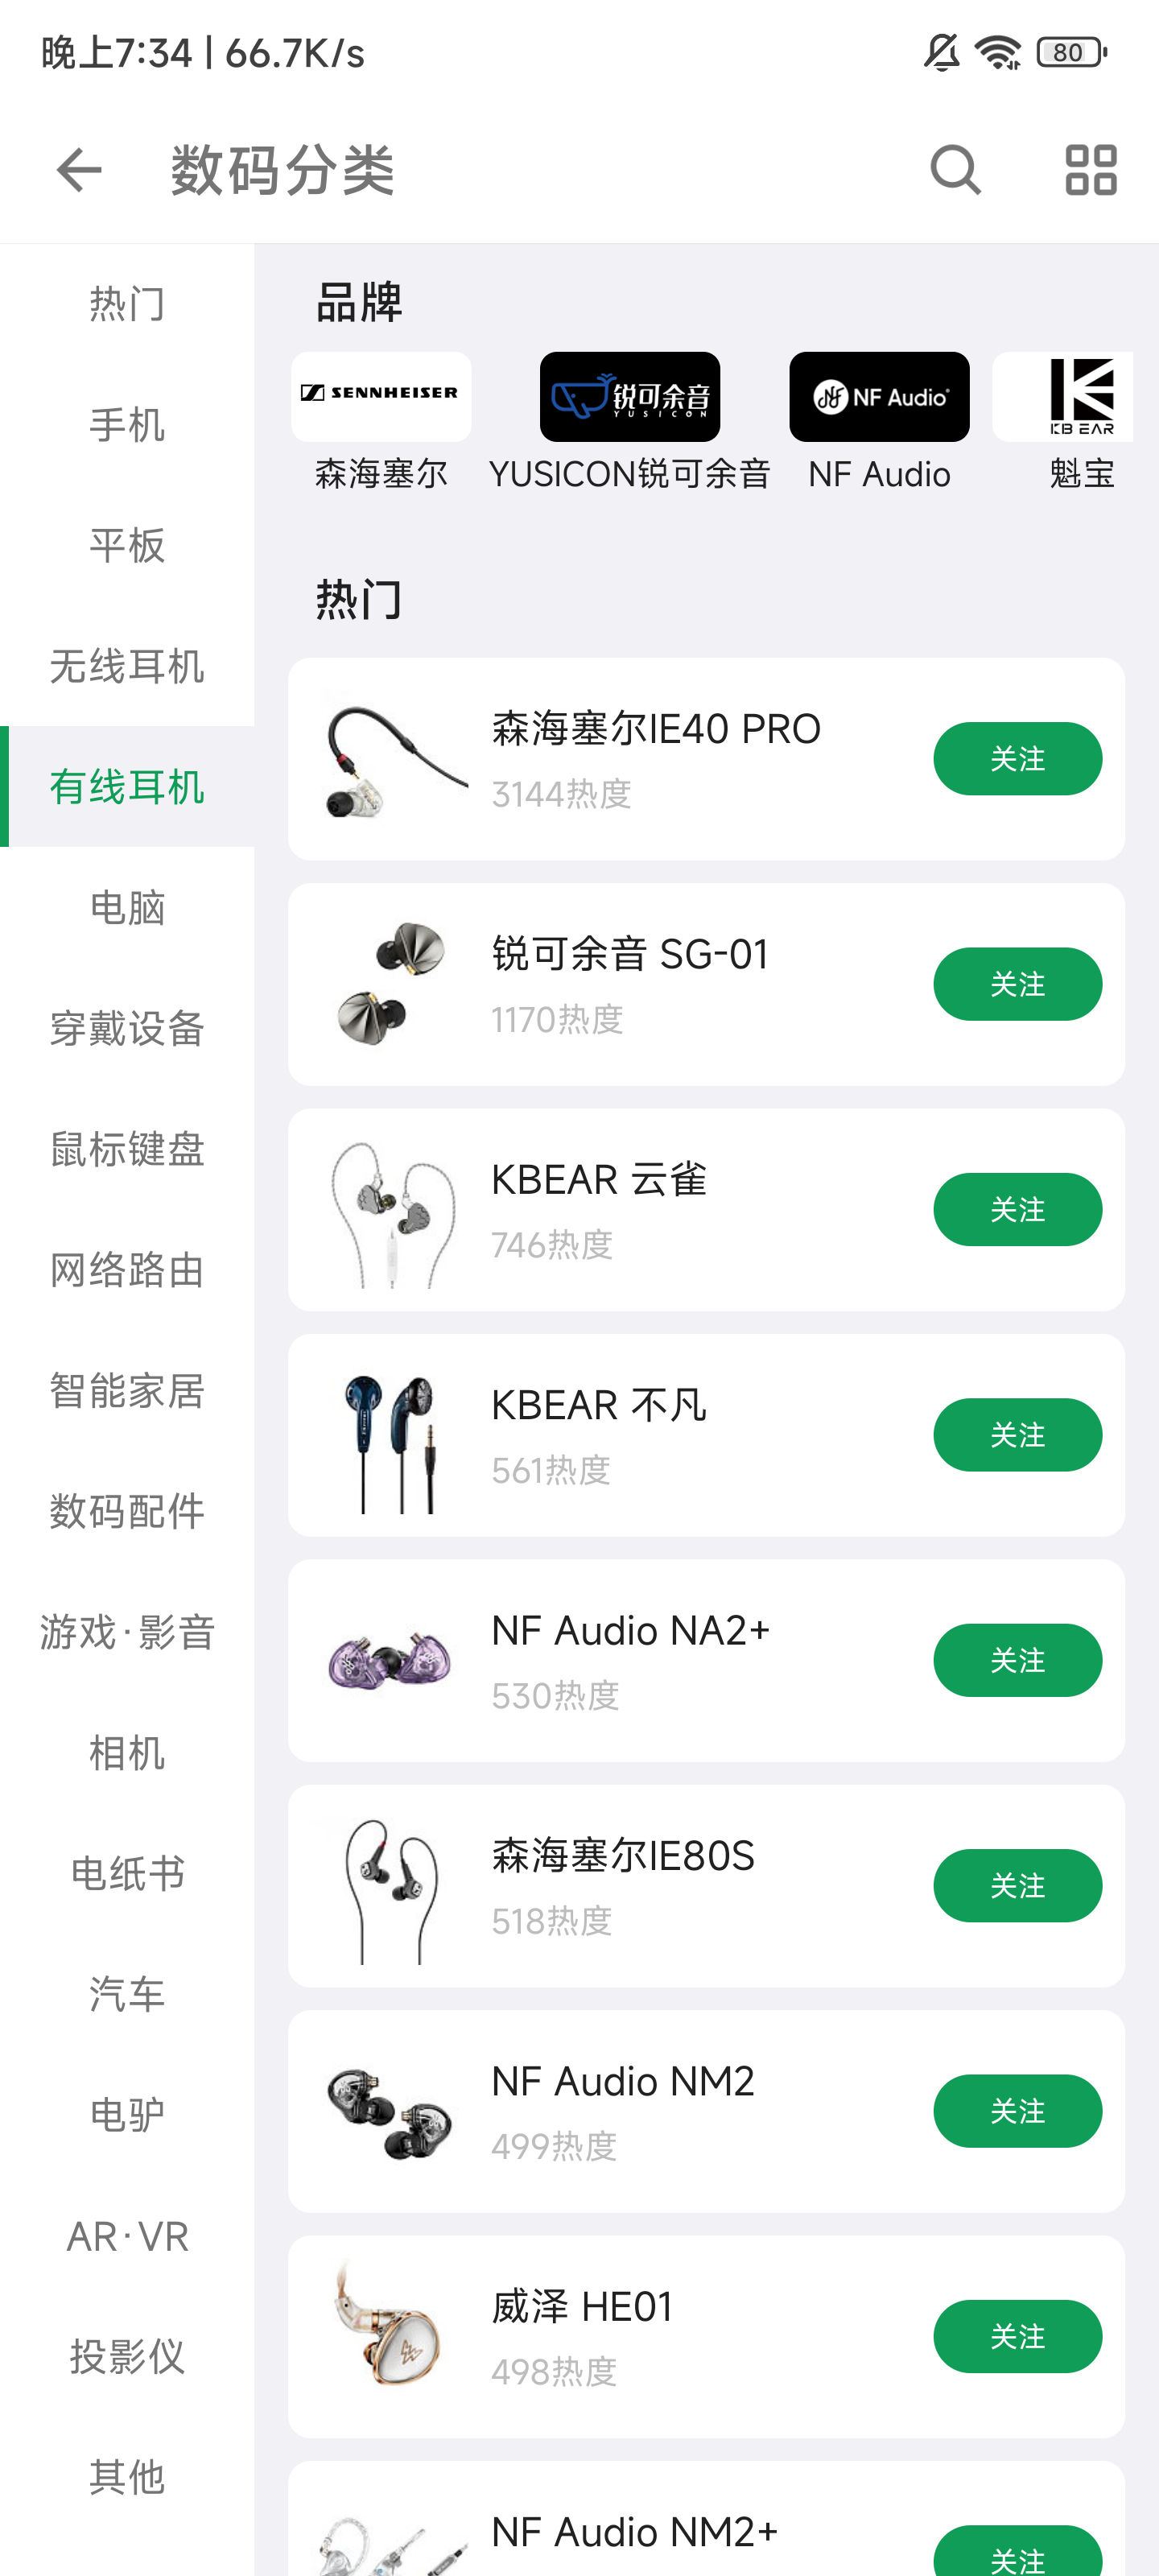 晚上7:34 | 66.7K/s
80
数码分类
热门
手机
平板
无线耳机
有线耳机
电脑
穿戴设备
鼠标键盘
网络路由
智能家居
数码配件
游戏·影音
相机
电纸书
汽车
电驴
AR·VR
投影仪
其他
品牌
SENNHEISER
锐可余音
YUSICON
NF Audio
KB EAR
森海塞尔
YUSICON锐可余音
NF Audio
魁宝
热门
森海塞尔IE40 PRO
3144热度
关注
锐可余音 SG-01
1170热度
关注
KBEAR 云雀
746热度
关注
KBEAR 不凡
561热度
关注
NF Audio NA2+
530热度
关注
森海塞尔IE80S
518热度
关注
NF Audio NM2
499热度
关注
威泽 HE01
498热度
关注
NF Audio NM2+
关注